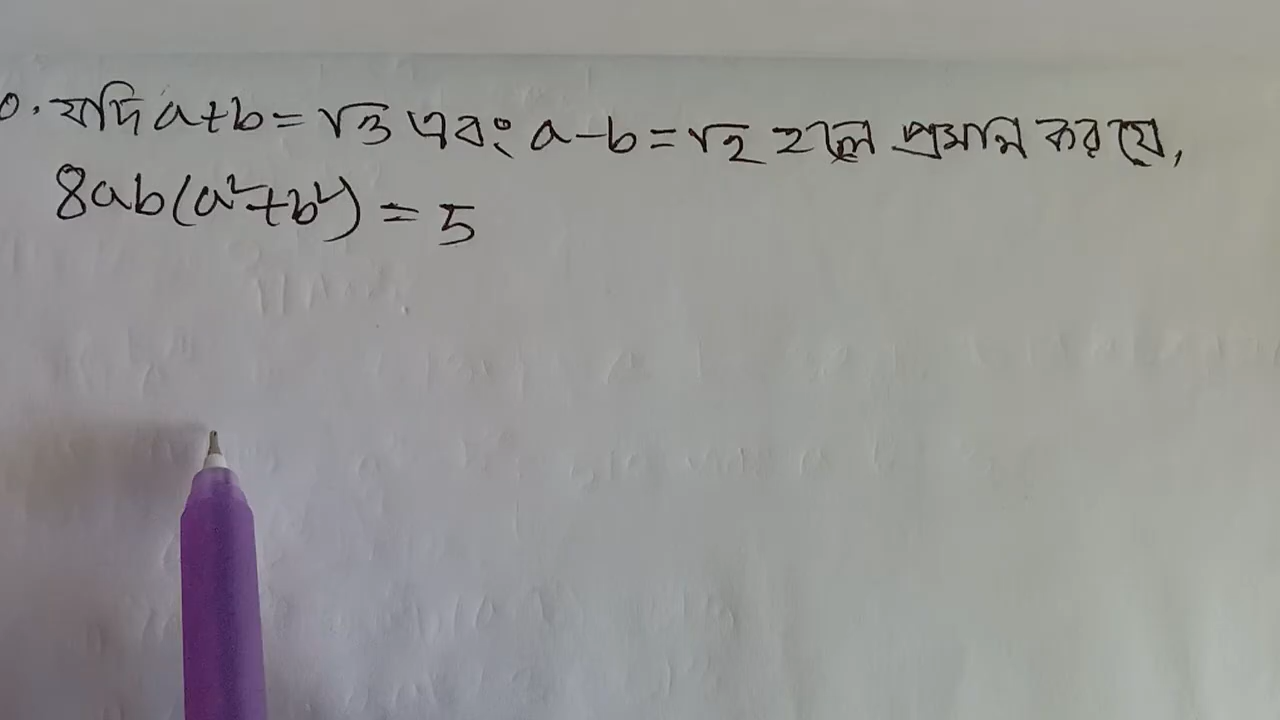 0. যদি a+b = √3 এবং a-b = √2 হলে প্রমান কর যে,
8ab(a²+b²) = 5